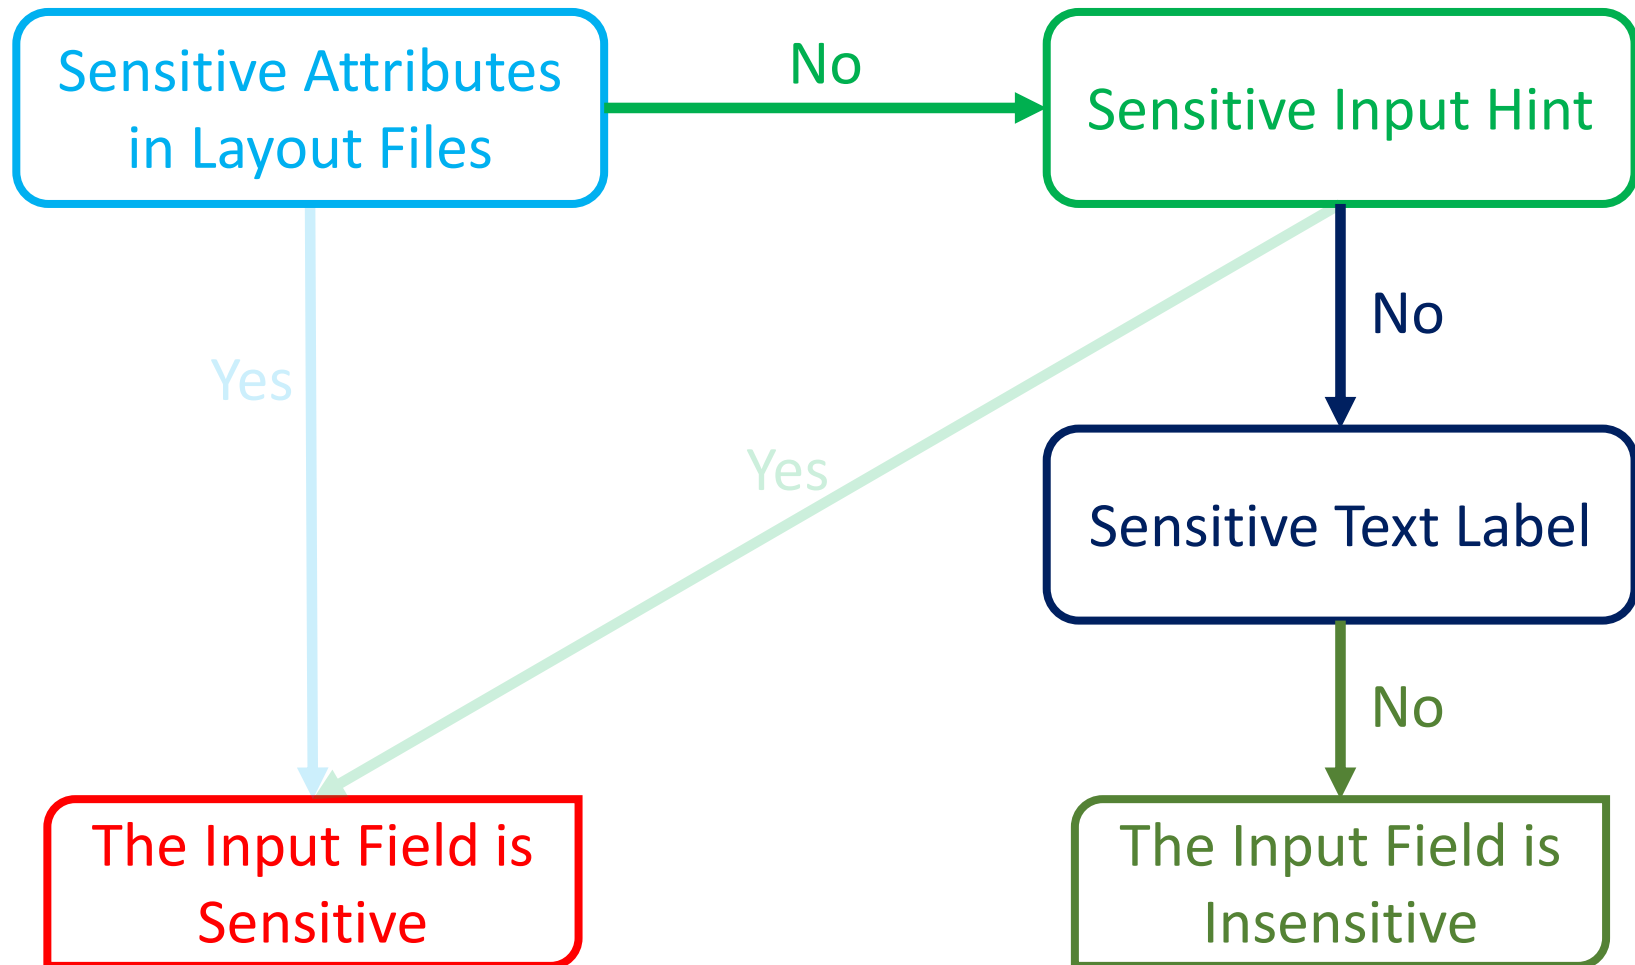 Sensitive Attributes
in Layout Files
No
Sensitive Input Hint
Yes
Yes
No
Sensitive Text Label
No
The Input Field is
Sensitive
The Input Field is
Insensitive